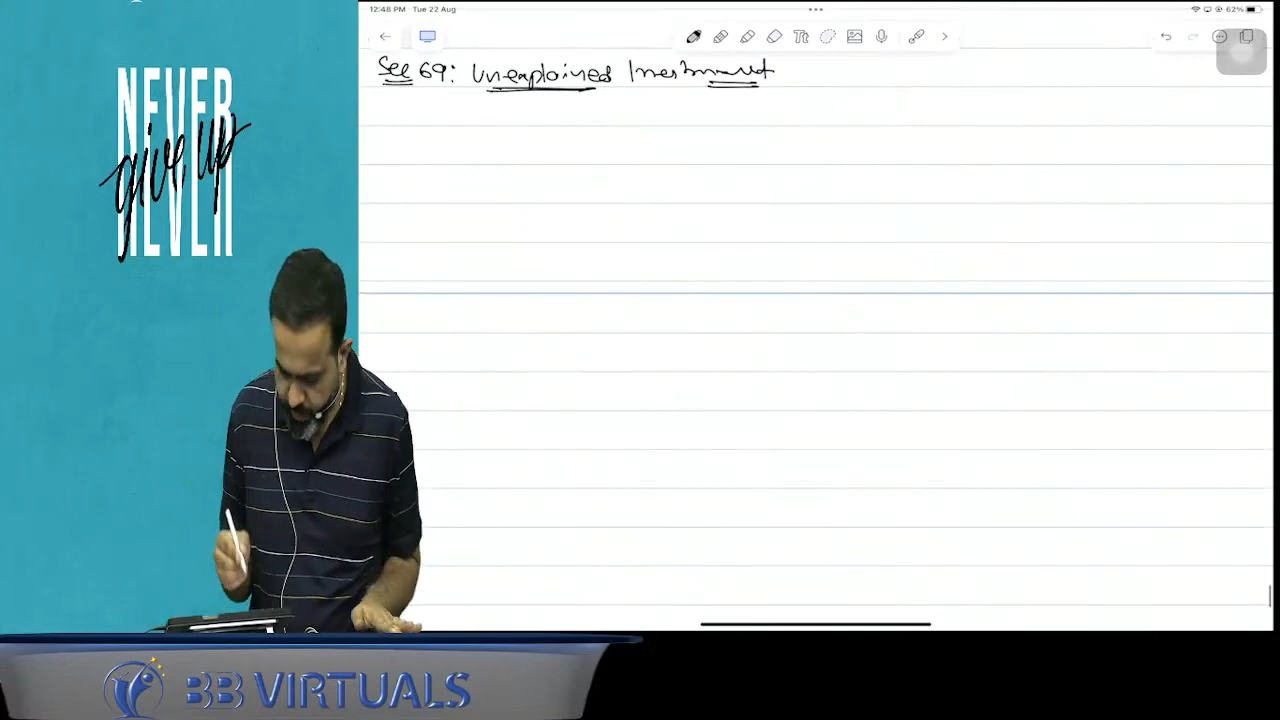 12:48 PM Tue 22 Aug
62%
Sec 69: Unexplained Investment
NEVER
give up
NEVER
BB VIRTUALS